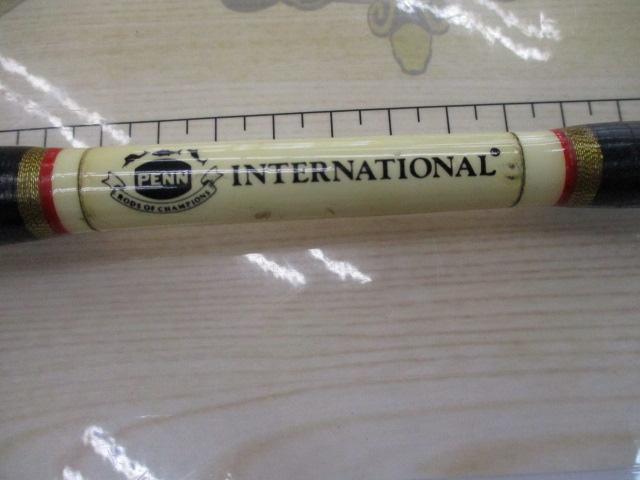 PENN
RODS OF CHAMPIONS
INTERNATIONAL